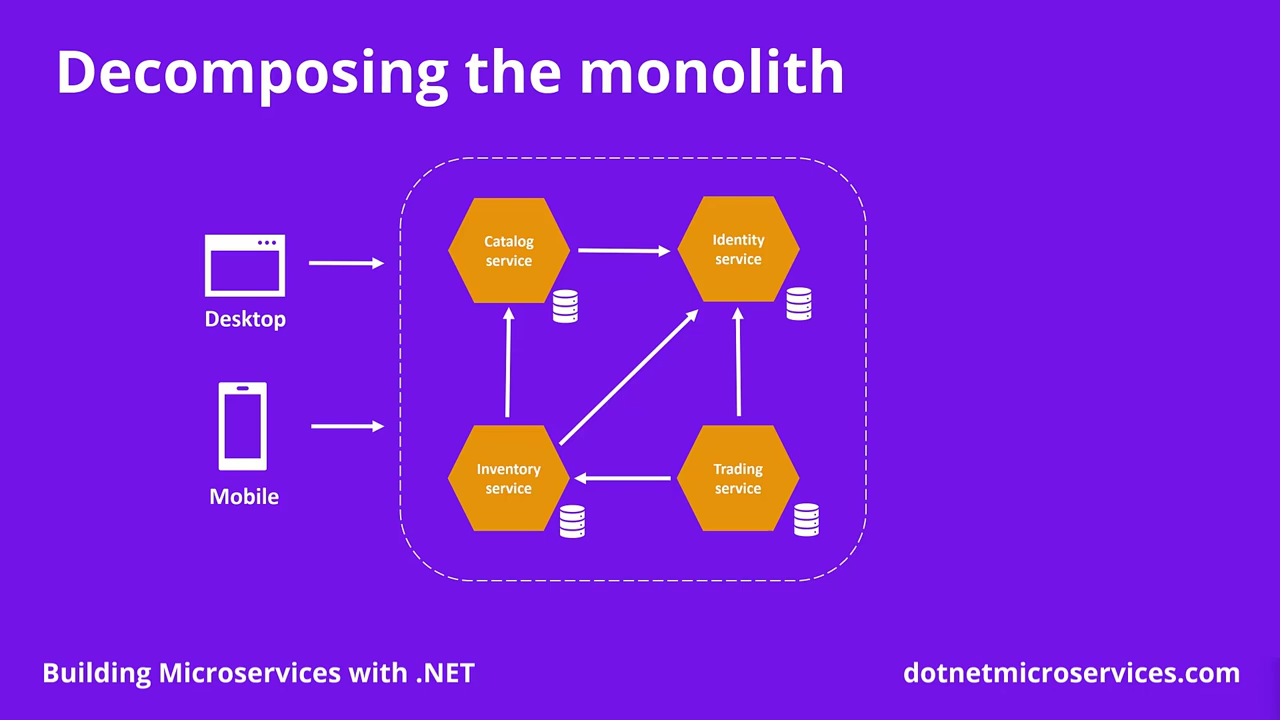 Decomposing the monolith
Catalog
service
Identity
service
Desktop
Inventory
service
Trading
service
Mobile
Building Microservices with .NET
dotnetmicroservices.com